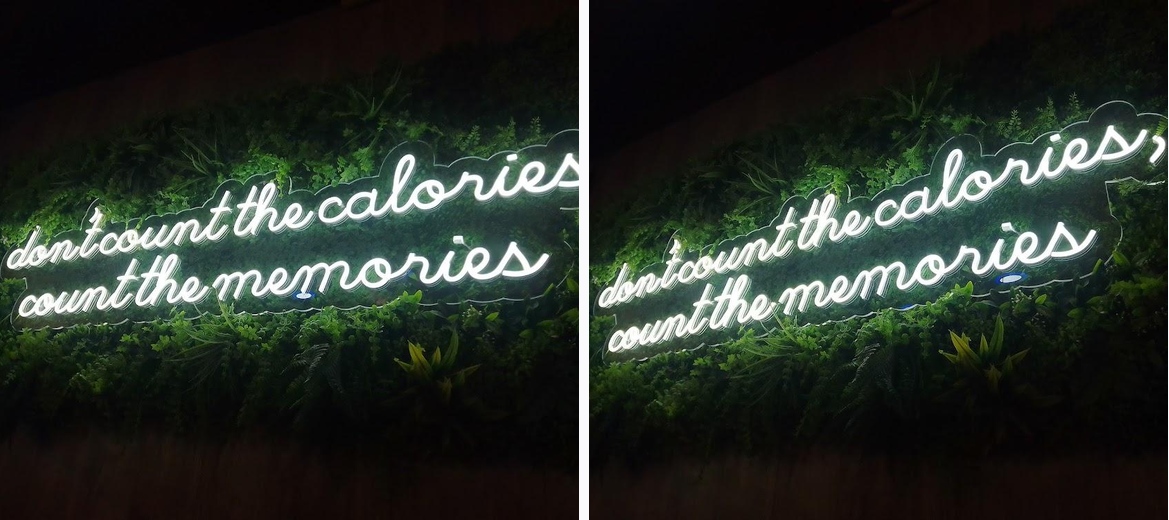 don't count the calories
count the memories
don't count the calories,
count the memories